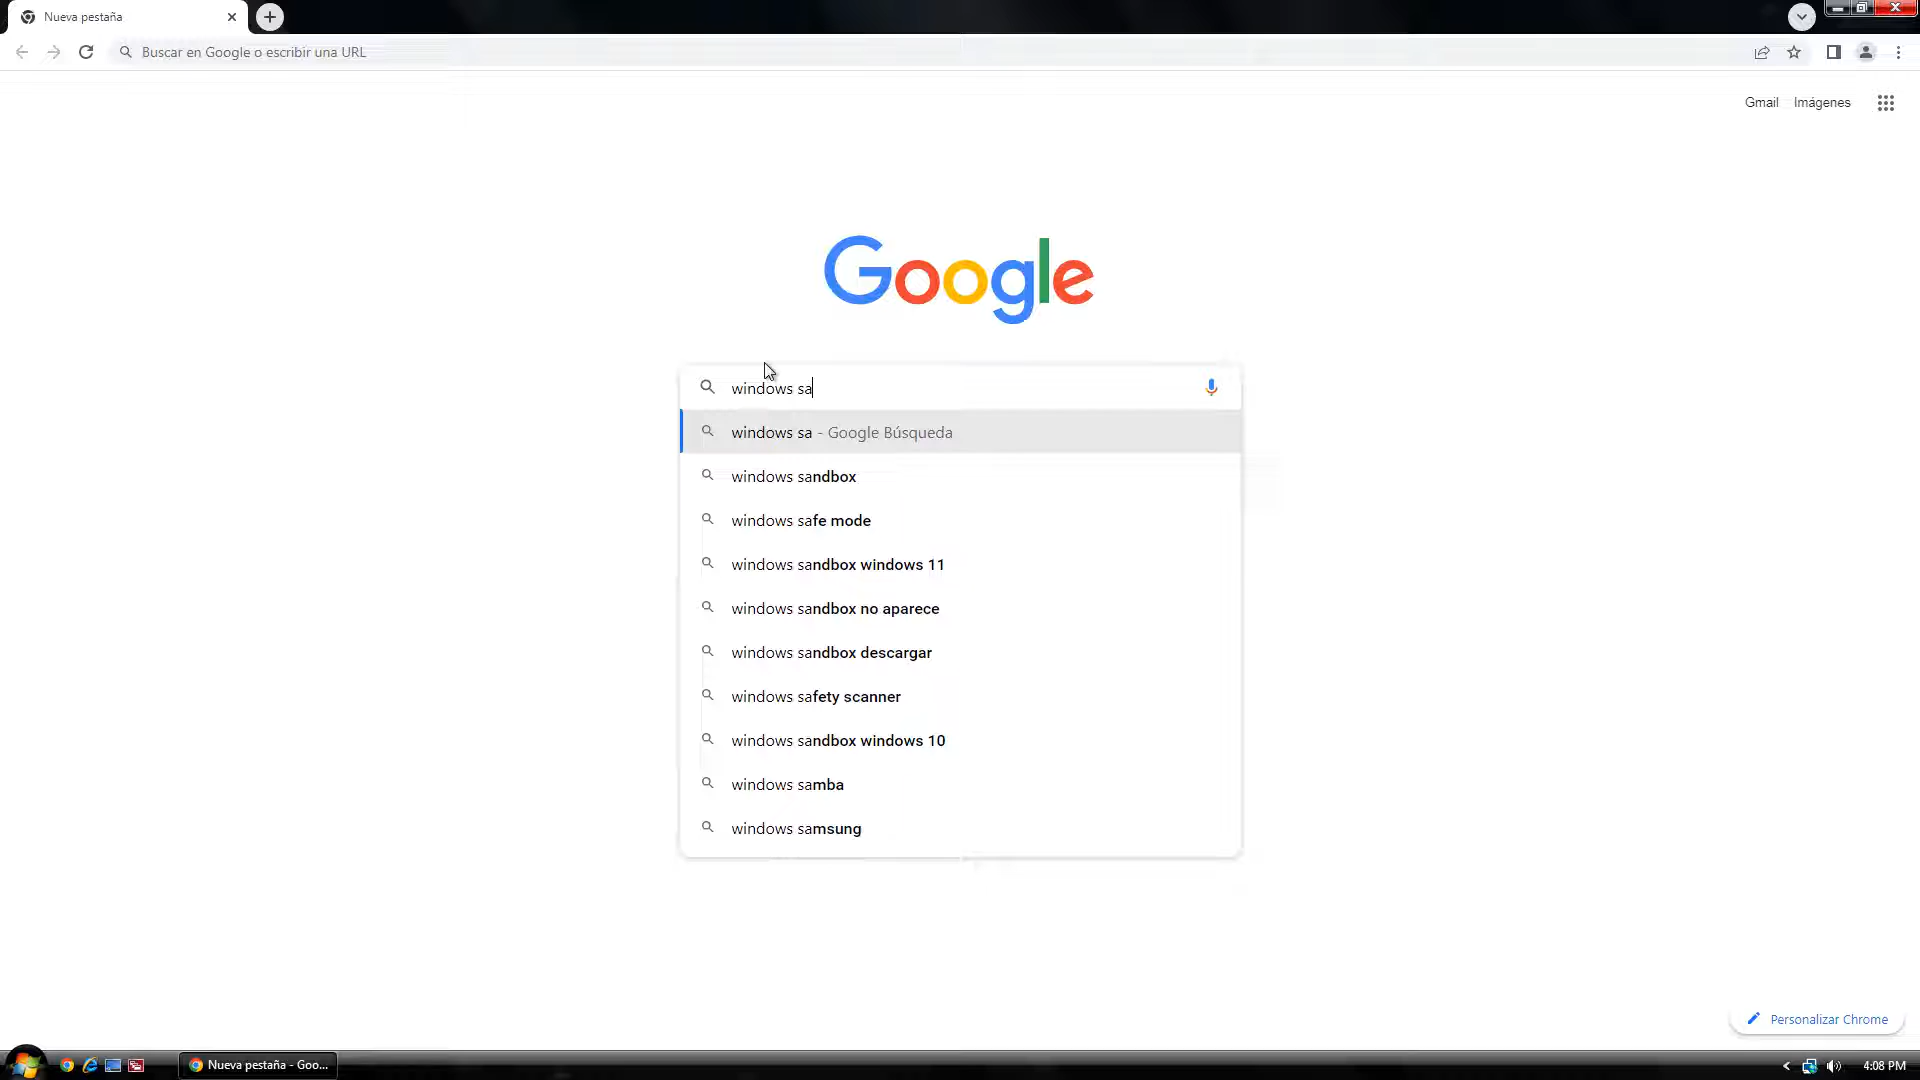 Nueva pestaña
Buscar en Google o escribir una URL
Gmail Imágenes
Google
windows sa
windows sa - Google Búsqueda
windows sandbox
windows safe mode
windows sandbox windows 11
windows sandbox no aparece
windows sandbox descargar
windows safety scanner
windows sandbox windows 10
windows samba
windows samsung
Personalizar Chrome
Nueva pestaña - Goo...
4:08 PM